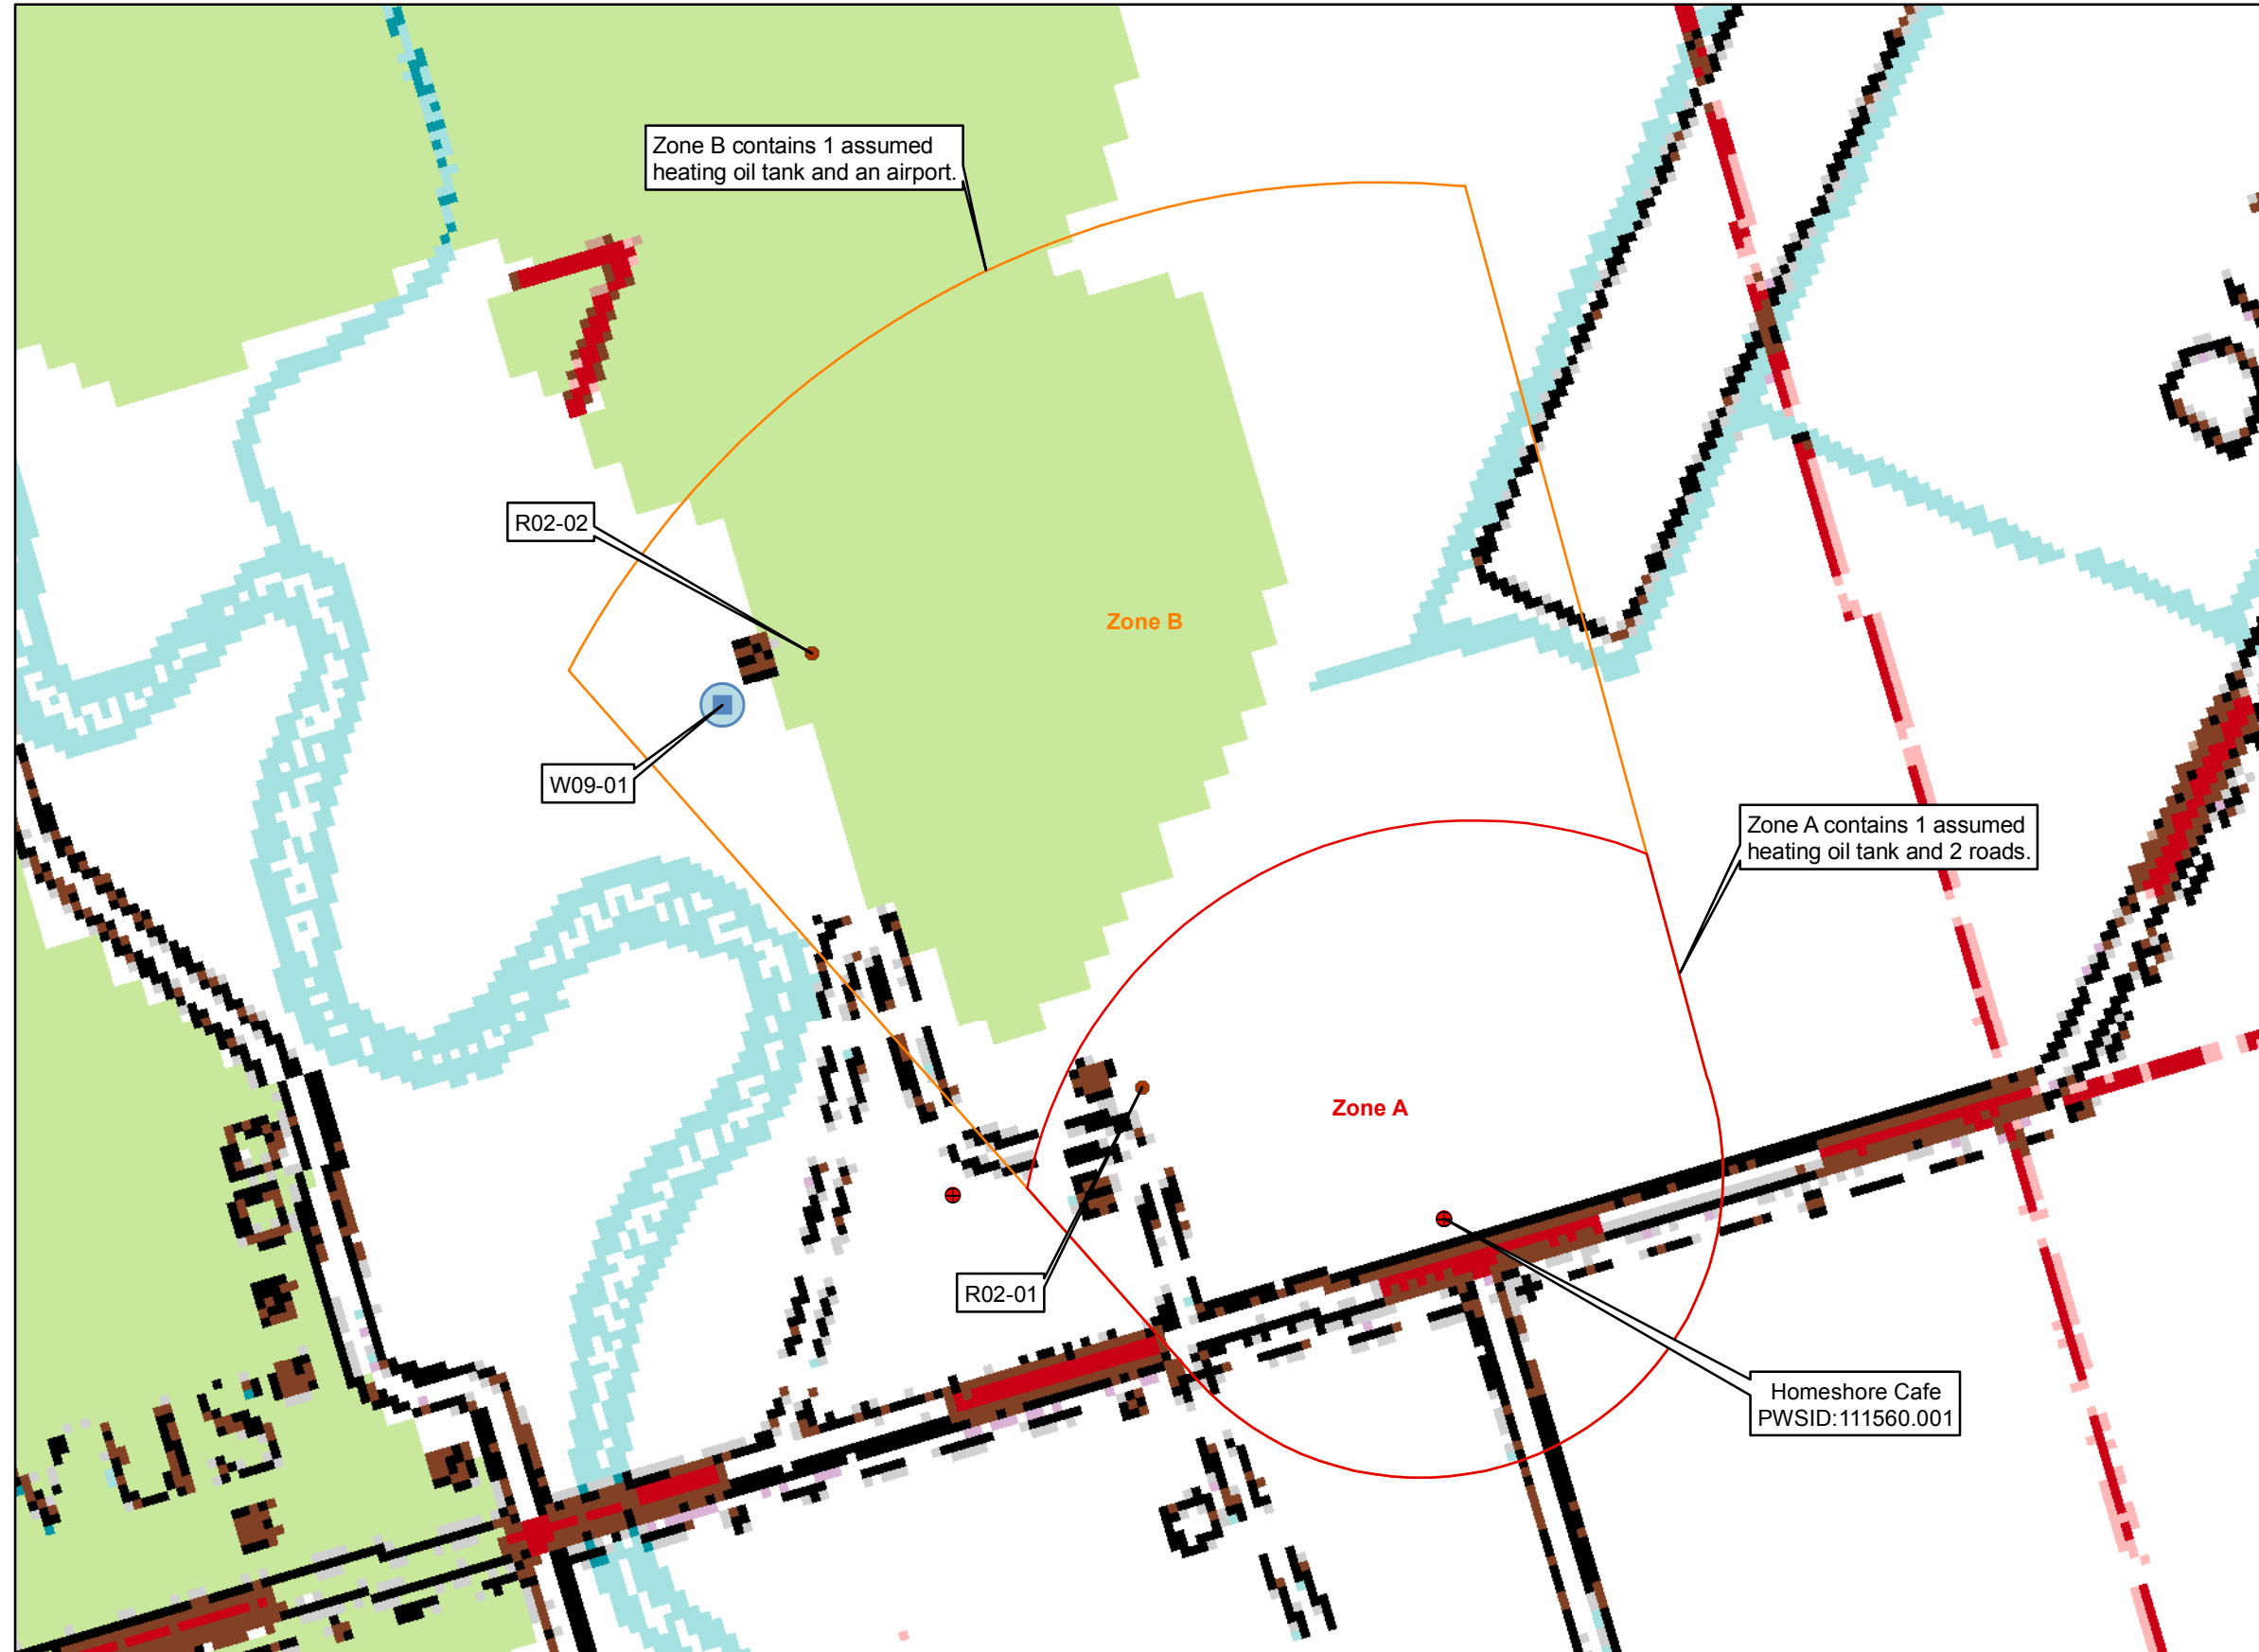 Zone B contains 1 assumed
heating oil tank and an airport.
R02-02
Zone B
W09-01
Zone A contains 1 assumed
heating oil tank and 2 roads.
Zone A
R02-01
Homeshore Cafe
PWSID:111560.001